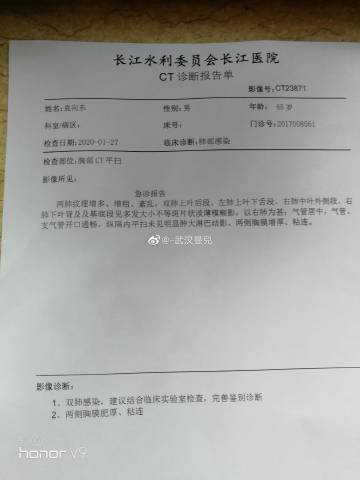 长江水利委员会长江医院
CT诊断报告单
影像号:CT23871
姓名:袁向东 性别:男 年龄: 65 岁
科室/病区: 床号: 门诊号:2017008561
检查日期:2020-01-27 临床诊断:肺部感染
检查部位:胸部CT平扫
影像所见:
急诊报告
两肺纹理增多、增粗、紊乱,双肺上叶后段、左肺上叶下舌段、右肺中叶外侧段、右
肺下叶背及及基底段见多发大小不等斑片状淡薄模糊影,以右肺为甚;气管居中,气管、
支气管开口通畅,纵隔内平扫未见明显肿大淋巴结影。两侧胸膜增厚、粘连。
@-武汉曼兒
影像诊断:
1、双肺感染,建议结合临床实验室检查,完善鉴别诊断
2、两侧胸膜肥厚、粘连
honor V9